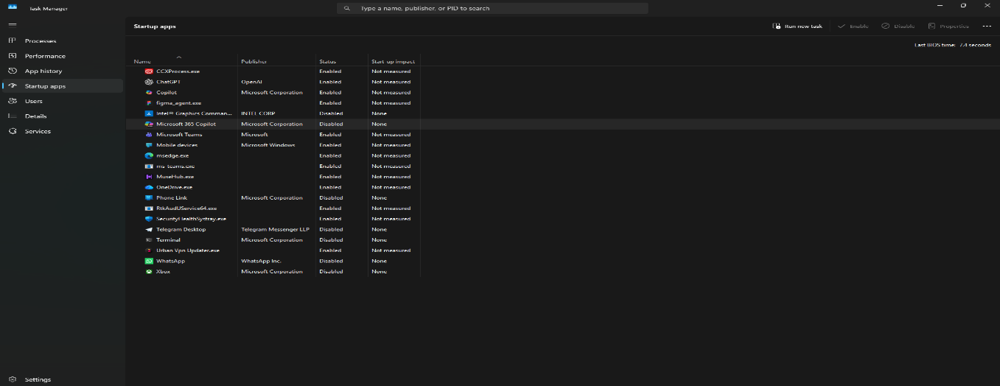 Task Manager
Type a name, publisher, or PID to search
Startup apps Run new task Enable Disable Properties
Last BIOS time: 7.4 seconds
Processes
Performance
App history
Startup apps
Users
Details
Services
Settings
Name Publisher Status Start-up impact
CCXProcess.exe Enabled Not measured
ChatGPT OpenAI Enabled Not measured
Copilot Microsoft Corporation Enabled Not measured
figma_agent.exe Enabled Not measured
Intel® Graphics Comman... INTEL CORP Disabled None
Microsoft 365 Copilot Microsoft Corporation Disabled None
Microsoft Teams Microsoft Enabled Not measured
Mobile devices Microsoft Windows Enabled Not measured
msedge.exe Enabled Not measured
ms-teams.exe Enabled Not measured
MuseHub.exe Enabled Not measured
OneDrive.exe Enabled Not measured
Phone Link Microsoft Corporation Disabled None
RtkAudUService64.exe Enabled Not measured
SecurityHealthSystray.exe Enabled Not measured
Telegram Desktop Telegram Messenger LLP Disabled None
Terminal Microsoft Corporation Disabled None
Urban Vpn Updater.exe Enabled Not measured
WhatsApp WhatsApp Inc. Disabled None
Xbox Microsoft Corporation Disabled None